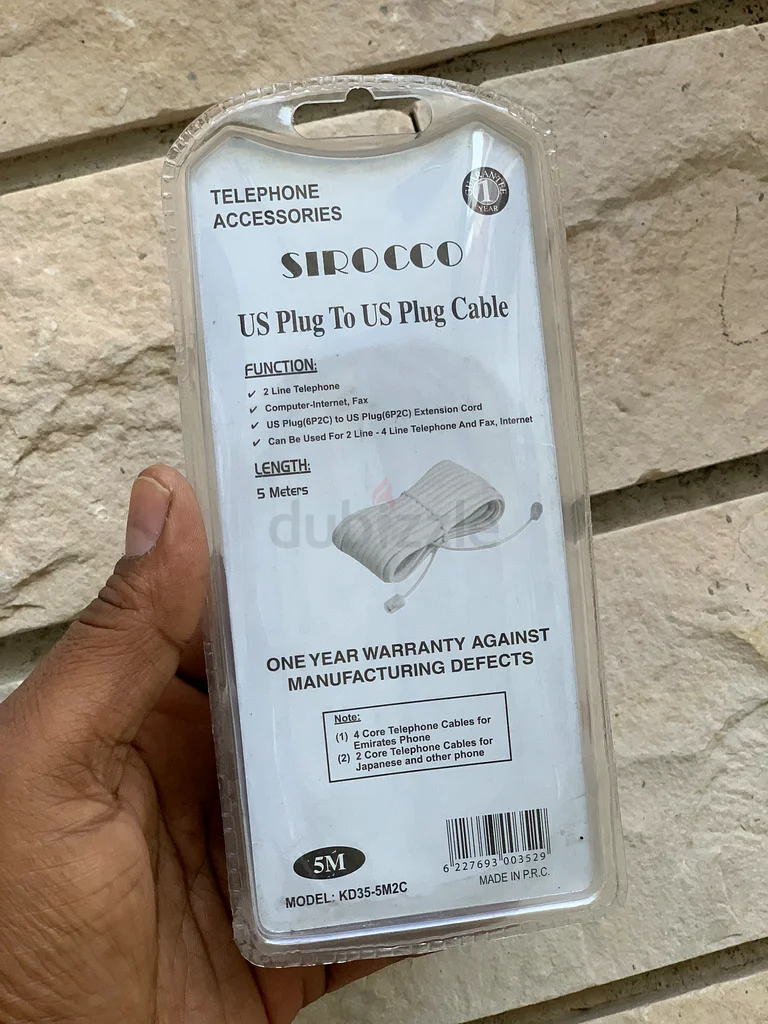 TELEPHONE
ACCESSORIES
GUARANTEE
1
YEAR
SIROCCO
US Plug To US Plug Cable
FUNCTION:
✓ 2 Line Telephone
✓ Computer-Internet, Fax
✓ US Plug(6P2C) to US Plug(6P2C) Extension Cord
✓ Can Be Used For 2 Line - 4 Line Telephone And Fax, Internet
LENGTH:
5 Meters
dubizzle
ONE YEAR WARRANTY AGAINST
MANUFACTURING DEFECTS
Note:
(1) 4 Core Telephone Cables for
Emirates Phone
(2) 2 Core Telephone Cables for
Japanese and other phone
5M
MODEL: KD35-5M2C
6 227693 003529
MADE IN P.R.C.